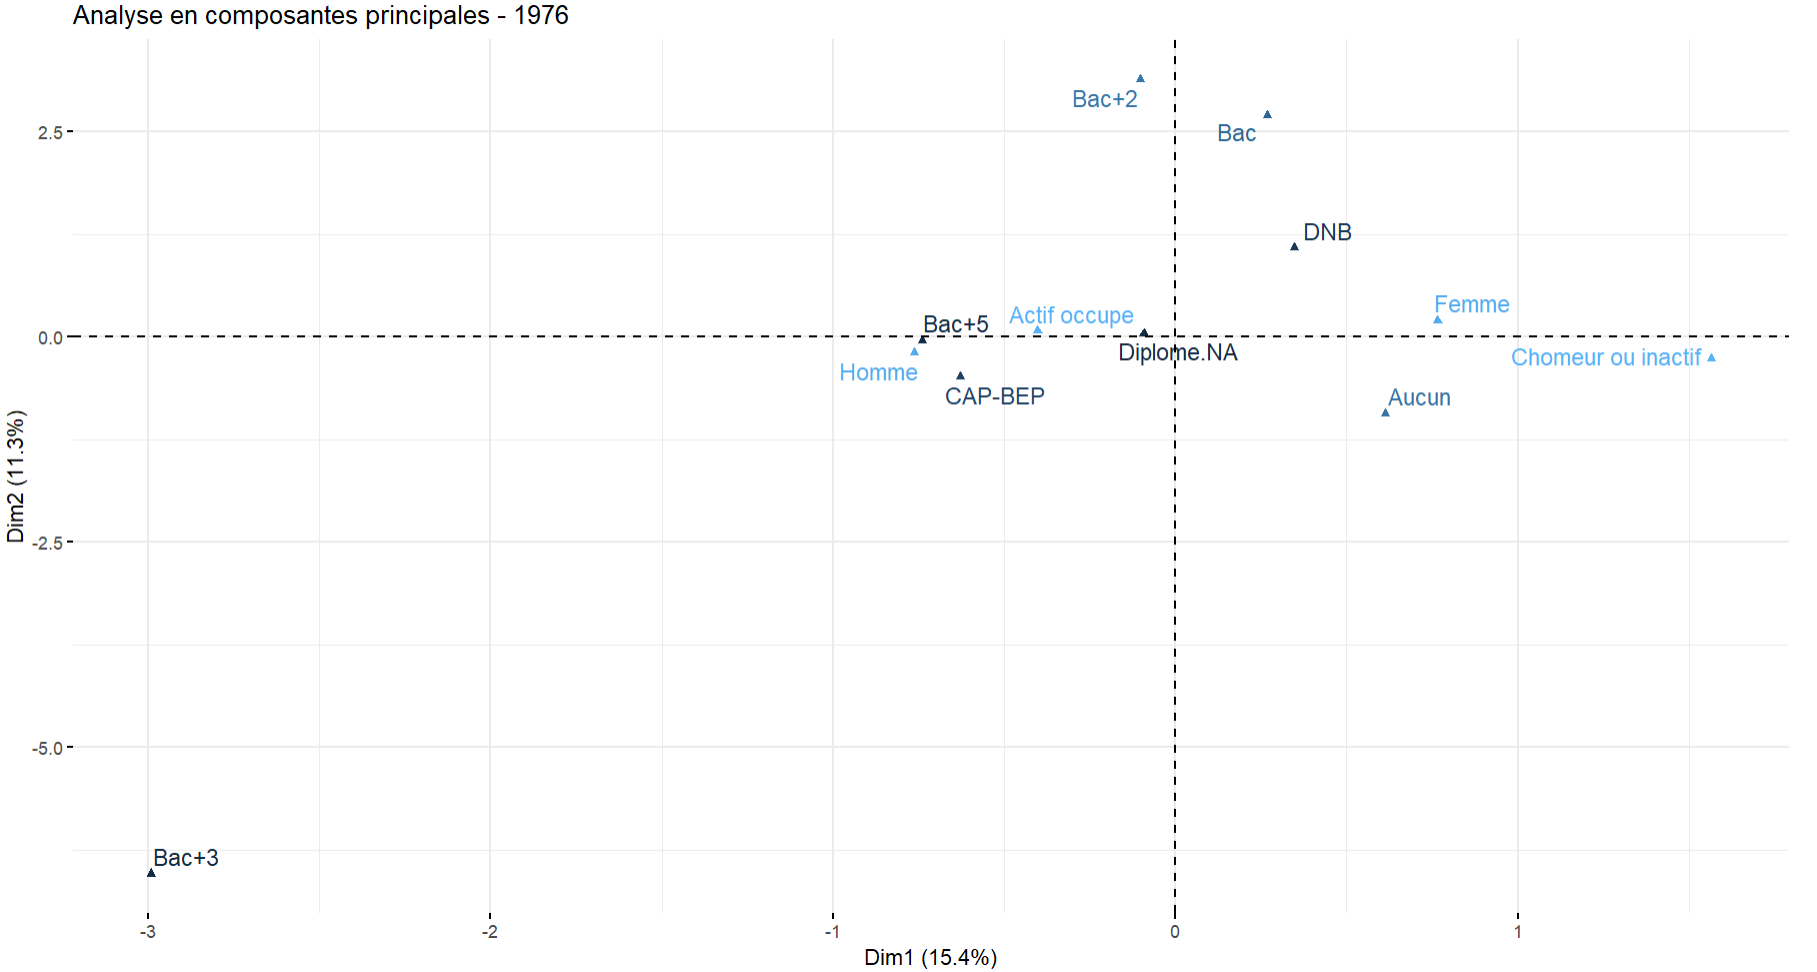 Analyse en composantes principales - 1976
Bac+2
Bac
2.5
DNB
Femme
Actif occupe
Bac+5
0.0
Diplome.NA
Chomeur ou inactif
Homme
CAP-BEP
Aucun
Dim2 (11.3%)
-2.5
-5.0
Bac+3
-3
-2
-1
0
1
Dim1 (15.4%)